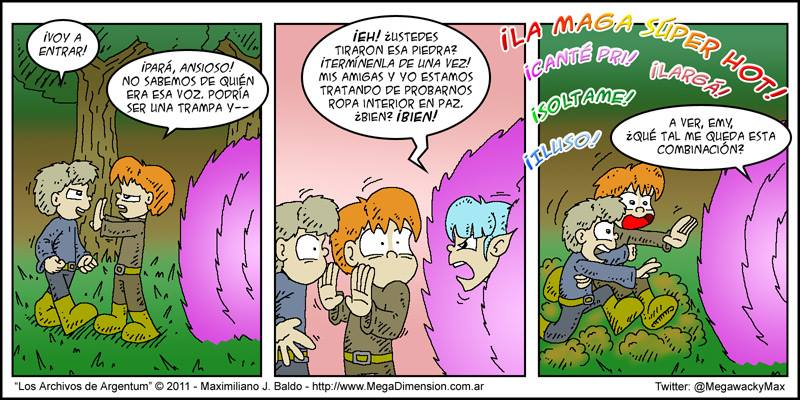 ¡VOY A
ENTRAR!
¡PARÁ, ANSIOSO!
NO SABEMOS DE QUIÉN
ERA ESA VOZ. PODRÍA
SER UNA TRAMPA Y--
¡EH! ¿USTEDES
TIRARON ESA PIEDRA?
¡TERMÍNENLA DE UNA VEZ!
MIS AMIGAS Y YO ESTAMOS
TRATANDO DE PROBARNOS
ROPA INTERIOR EN PAZ.
¿BIEN? ¡BIEN!
¡LA MAGA SÚPER HOT!
¡CANTÉ PRI!
¡LARGÁ!
¡SOLTAME!
¡ILUSO!
A VER, EMY,
¿QUÉ TAL ME QUEDA ESTA
COMBINACIÓN?
"Los Archivos de Argentum" © 2011 - Maximiliano J. Baldo - http://www.MegaDimension.com.ar
Twitter: @MegawackyMax